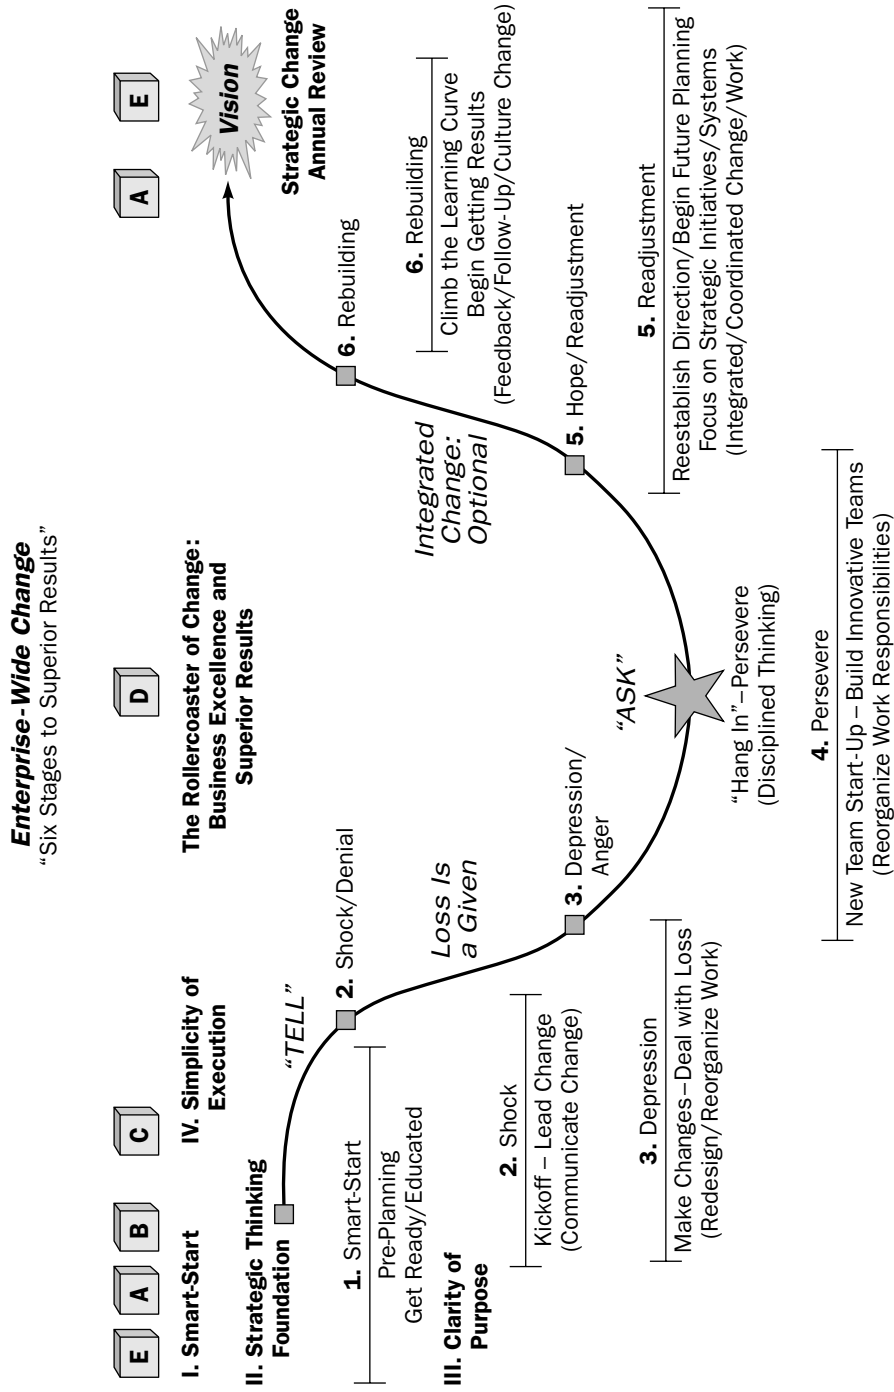 Enterprise-Wide Change
“Six Stages to Superior Results”
E
A
B
C
D
A
E
I. Smart-Start
II. Strategic Thinking
Foundation
III. Clarity of
Purpose
IV. Simplicity of
Execution
The Rollercoaster of Change:
Business Excellence and
Superior Results
Vision
Strategic Change
Annual Review
“TELL”
2. Shock/Denial
Loss Is
a Given
3. Depression/
Anger
“ASK”
“Hang In”–Persevere
(Disciplined Thinking)
Integrated
Change:
Optional
5. Hope/Readjustment
6. Rebuilding
1. Smart-Start
Pre-Planning
Get Ready/Educated
2. Shock
Kickoff – Lead Change
(Communicate Change)
3. Depression
Make Changes–Deal with Loss
(Redesign/Reorganize Work)
4. Persevere
New Team Start-Up – Build Innovative Teams
(Reorganize Work Responsibilities)
5. Readjustment
Reestablish Direction/Begin Future Planning
Focus on Strategic Initiatives/Systems
(Integrated/Coordinated Change/Work)
6. Rebuilding
Climb the Learning Curve
Begin Getting Results
(Feedback/Follow-Up/Culture Change)